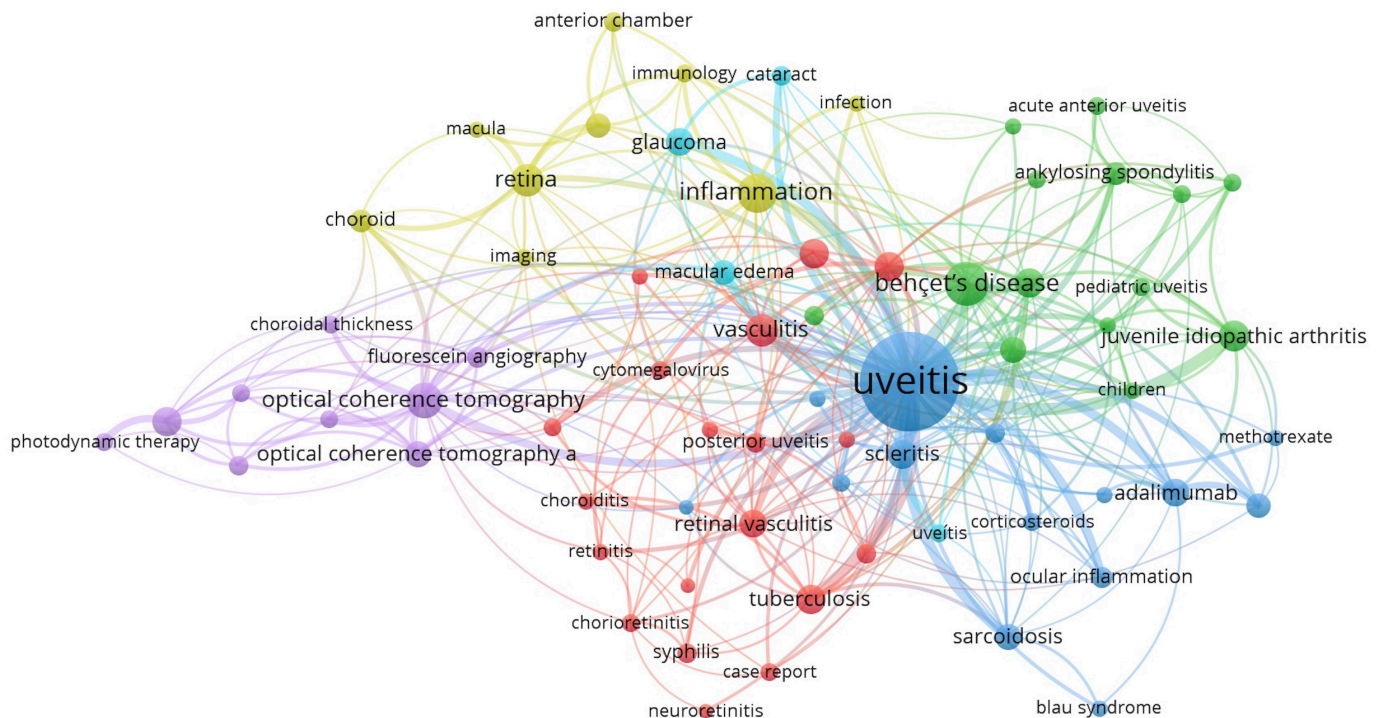 anterior chamber
immunology
cataract
infection
acute anterior uveitis
macula
glaucoma
retina
inflammation
ankylosing spondylitis
choroid
imaging
macular edema
behçet’s disease
pediatric uveitis
choroidal thickness
vasculitis
juvenile idiopathic arthritis
fluorescein angiography
cytomegalovirus
uveitis
children
optical coherence tomography
photodynamic therapy
posterior uveitis
methotrexate
optical coherence tomography a
scleritis
choroiditis
adalimumab
retinal vasculitis
corticosteroids
uveítis
retinitis
ocular inflammation
tuberculosis
chorioretinitis
sarcoidosis
syphilis
case report
neuroretinitis
blau syndrome